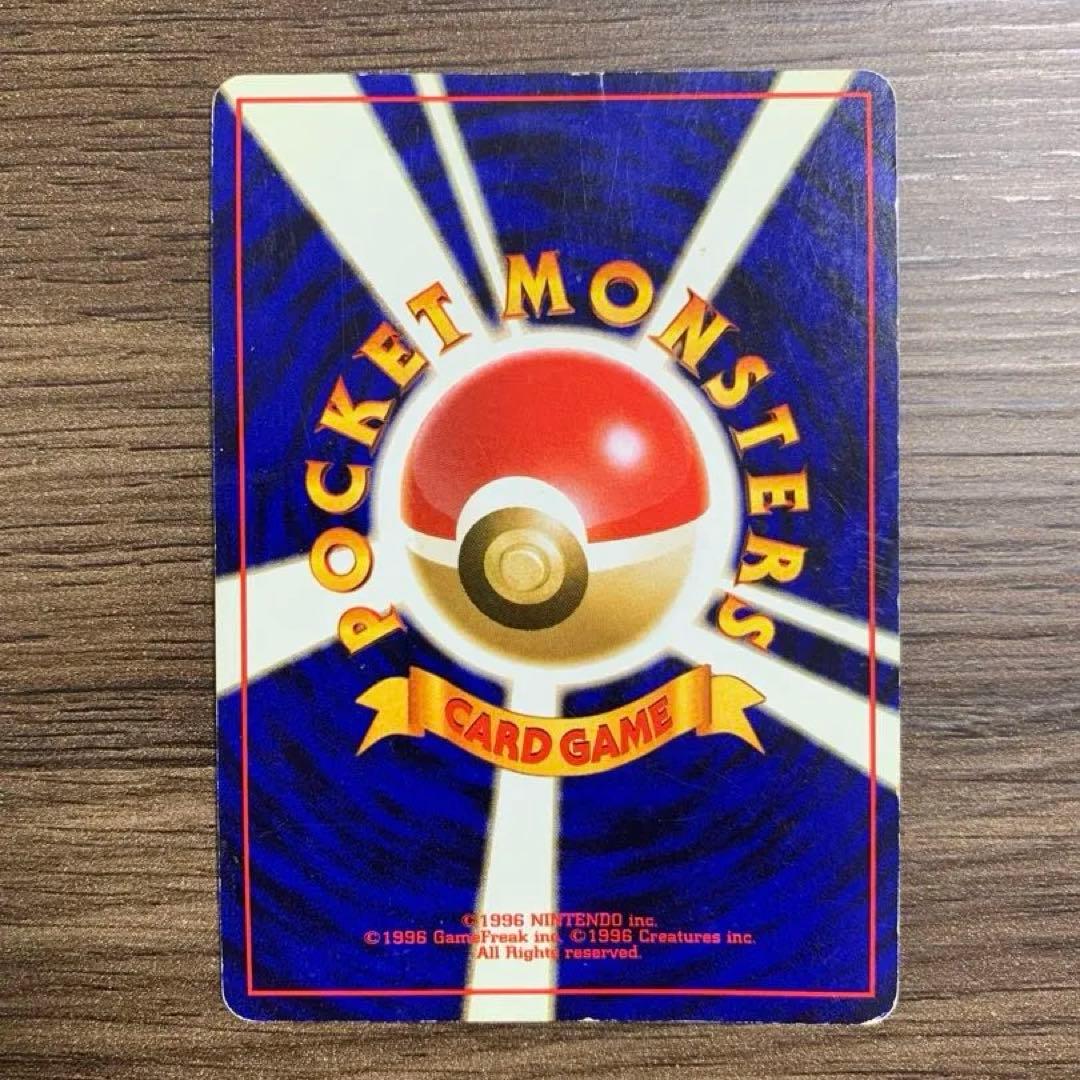 POCKET MONSTERS
CARD GAME
©1996 NINTENDO inc.
©1996 GameFreak inc. ©1996 Creatures inc.
All Rights reserved.